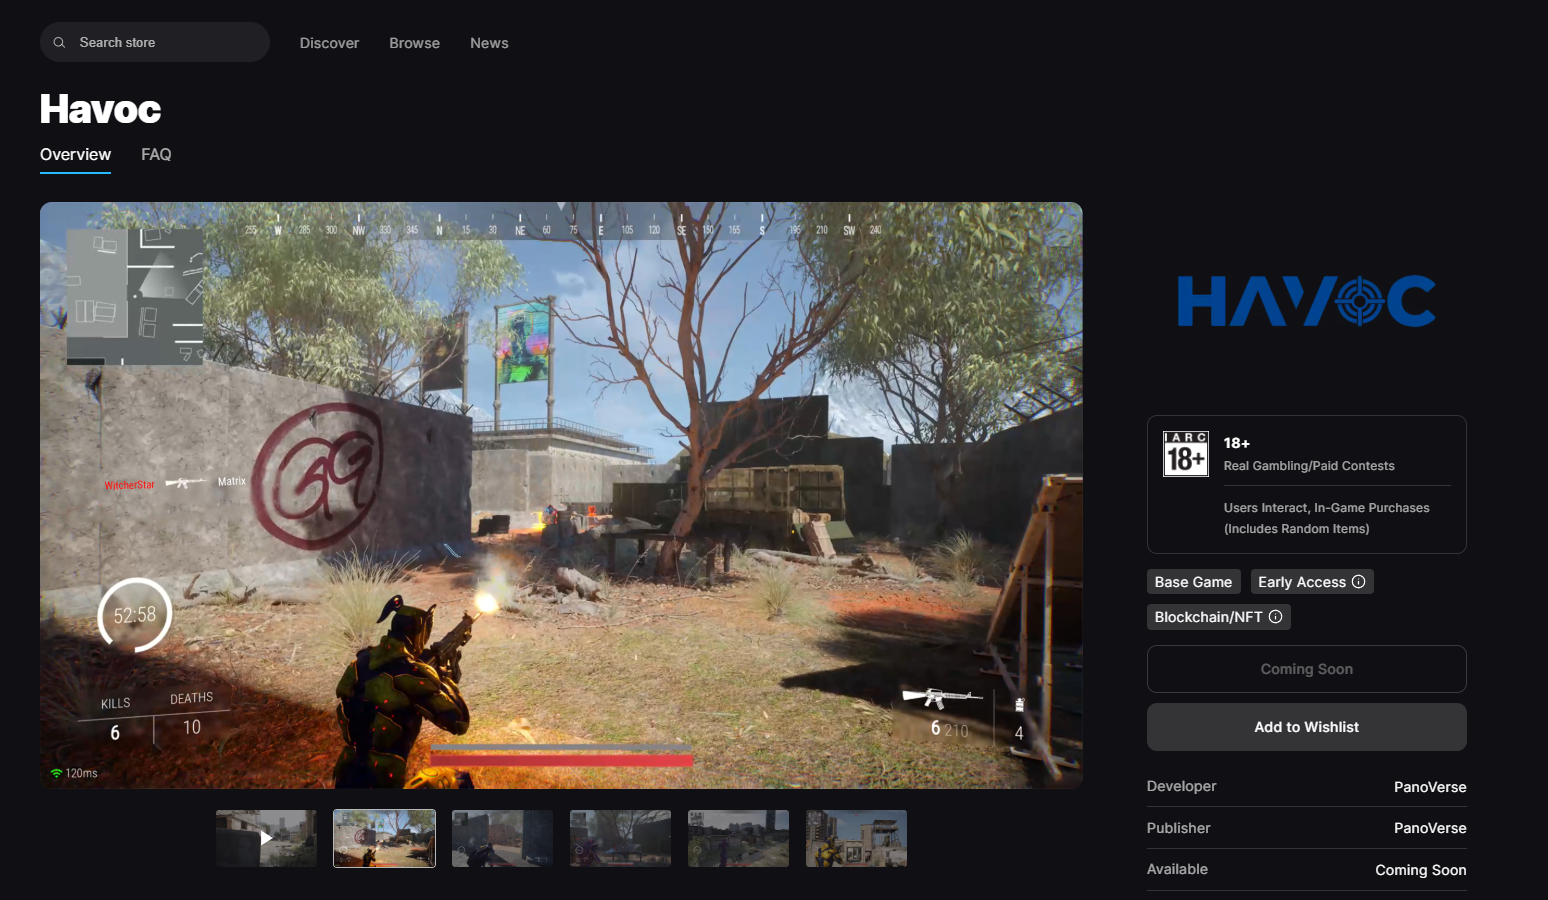 Search store
Discover
Browse
News
Havoc
Overview
FAQ
255 W 285 300 NW 330 345 N 15 30 NE 60 75 E 105 120 SE 150 165 S 195 210 SW 240
WitcherStar Matrix
52:58
KILLS DEATHS
6 10
120ms
6 210 4
HAVOC
IARC
18+
18+
Real Gambling/Paid Contests
Users Interact, In-Game Purchases
(Includes Random Items)
Base Game
Early Access
Blockchain/NFT
Coming Soon
Add to Wishlist
Developer PanoVerse
Publisher PanoVerse
Available Coming Soon